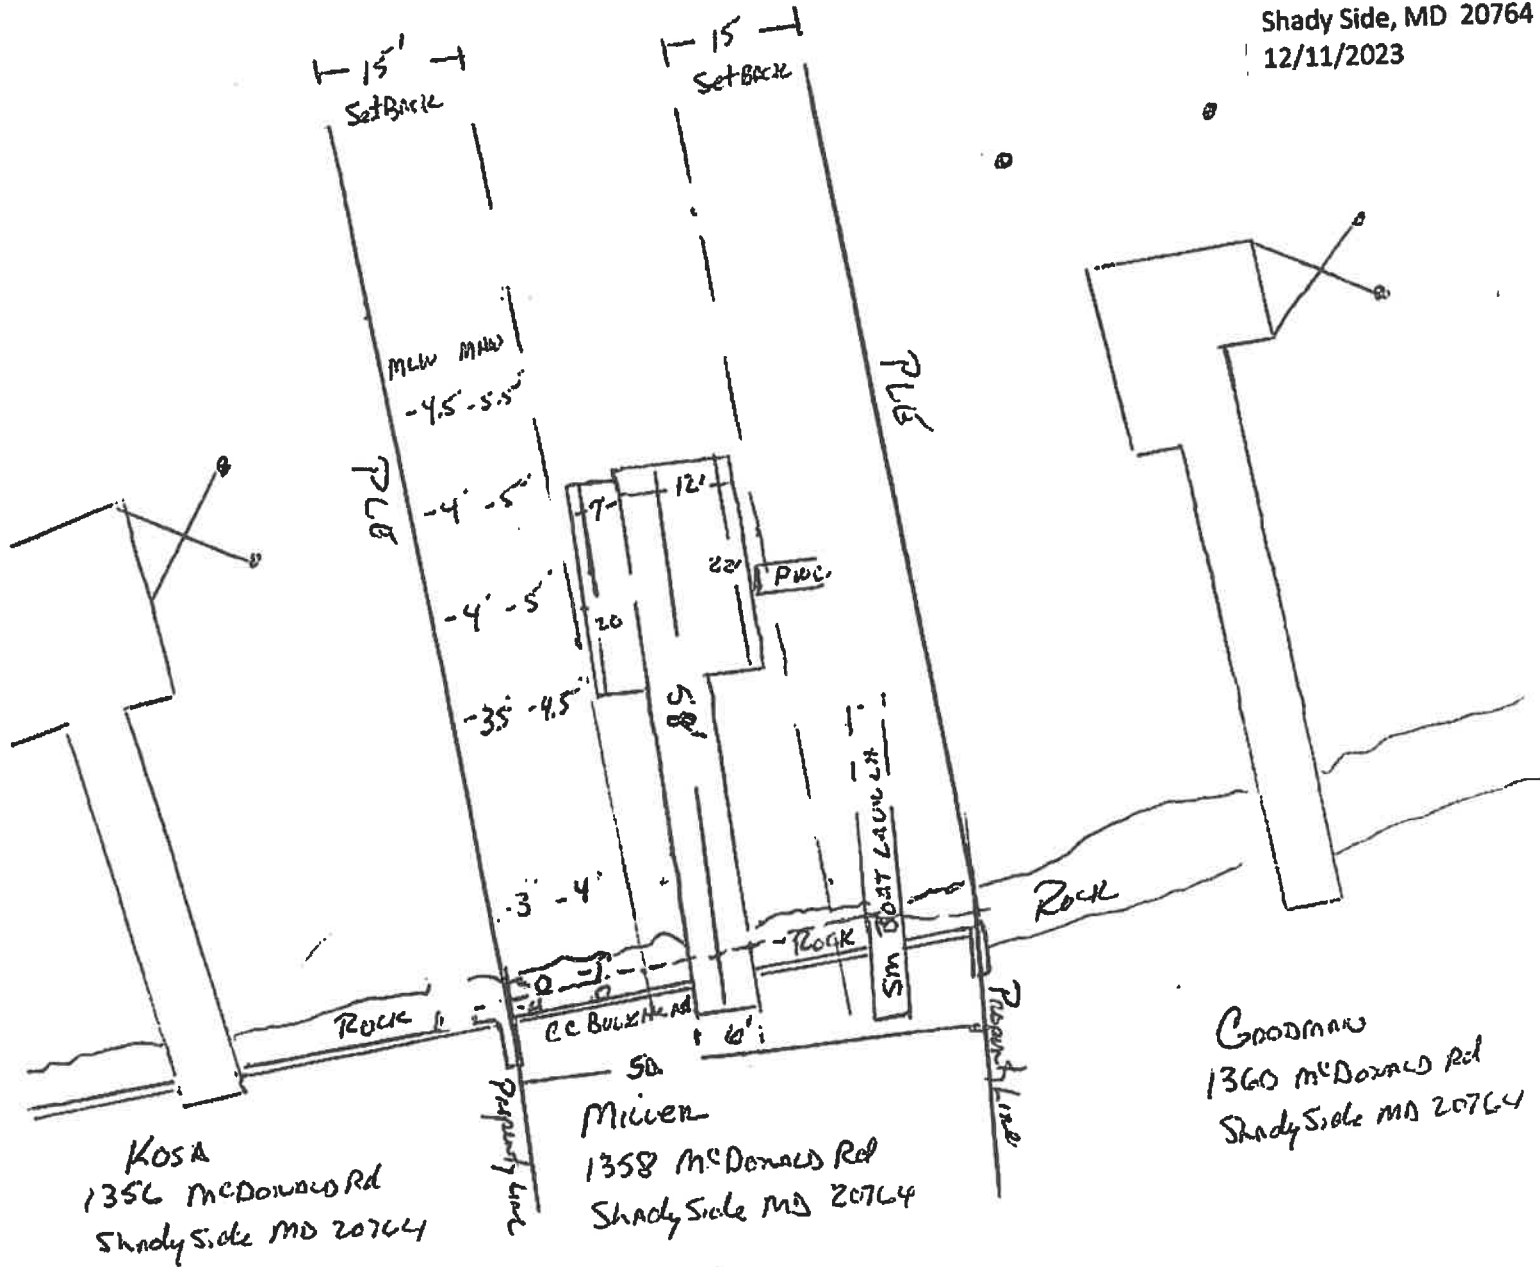 Shady Side, MD 20764
12/11/2023
15'
SetBack
15
SetBack
MLW MHW
-4.5' -5.5'
PLE
PLE
-4' -5'
7'
12'
22'
PWC
-4' -5'
20
-3.5' -4.5'
58'
BOAT LAUNCH
-3' -4'
Rock
Rock
Rock
SWS
CC BULKHEAD
6'
50
Property Line
Property Line
Kosa
1356 McDonald Rd
Shady Side MD 20764
Miller
1358 McDonald Rd
Shady Side MD 20764
Goodman
1360 McDonald Rd
Shady Side MD 20764